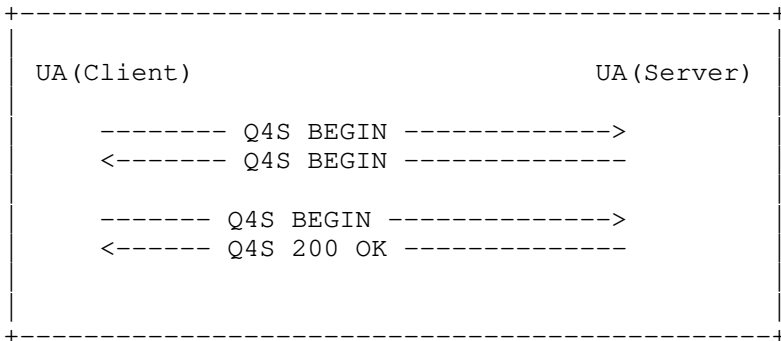 UA(Client) UA(Server)
-------- Q4S BEGIN ------------->
<------- Q4S BEGIN --------------
------- Q4S BEGIN -------------->
<------ Q4S 200 OK --------------